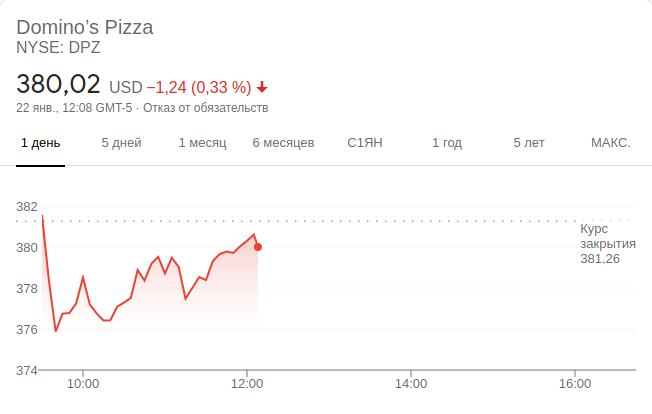 Domino's Pizza
NYSE: DPZ
380,02 USD −1,24 (0,33 %)
22 янв., 12:08 GMT-5 · Отказ от обязательств
1 день 5 дней 1 месяц 6 месяцев С1ЯН 1 год 5 лет МАКС.
382
Курс
закрытия
381,26
380
378
376
374
10:00 12:00 14:00 16:00